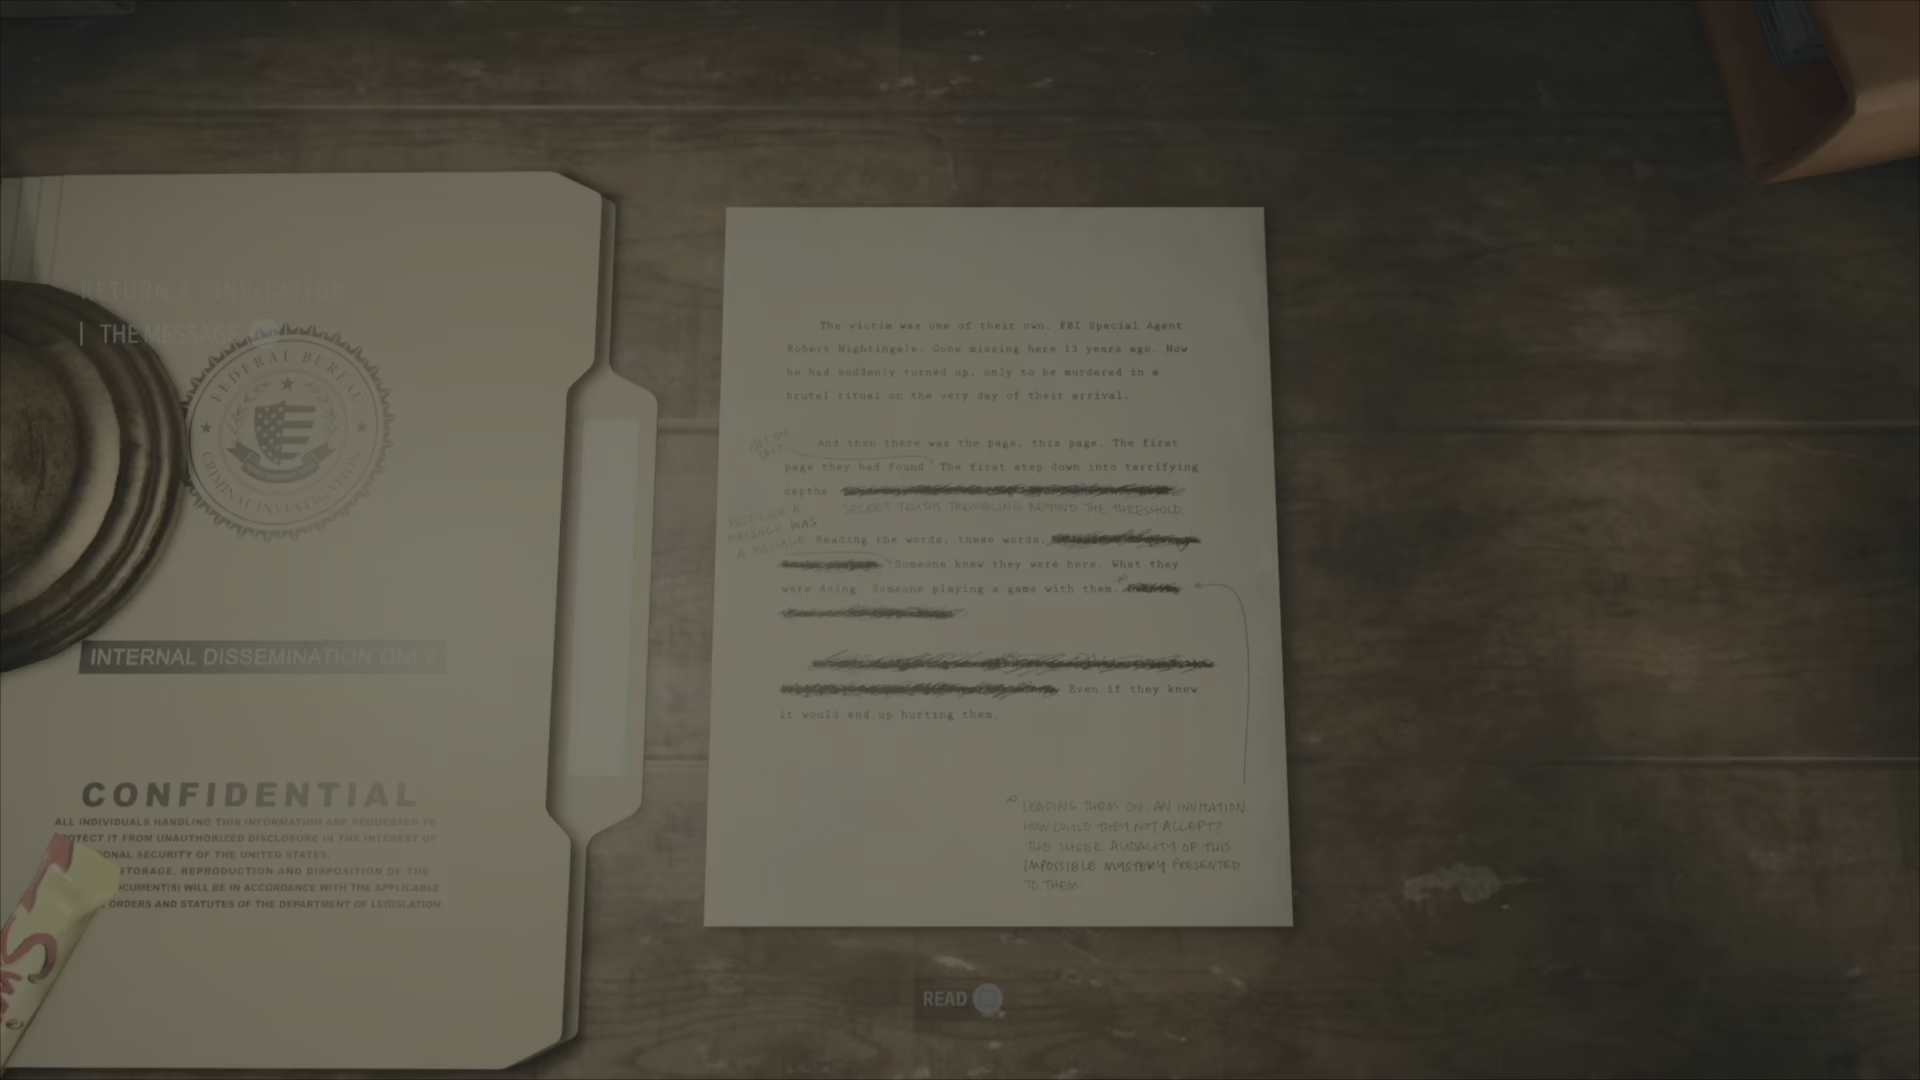 RETURN 1: INVITATION
THE MESSAGE
FEDERAL BUREAU
CRIMINAL INVESTIGATION
INTERNAL DISSEMINATION ONLY
CONFIDENTIAL
ALL INDIVIDUALS HANDLING THIS INFORMATION ARE REQUESTED TO
OTECT IT FROM UNAUTHORIZED DISCLOSURE IN THE INTEREST OF
IONAL SECURITY OF THE UNITED STATES.
STORAGE, REPRODUCTION AND DISPOSITION OF THE
OCUMENT(S) WILL BE IN ACCORDANCE WITH THE APPLICABLE
ORDERS AND STATUTES OF THE DEPARTMENT OF LEGISLATION.
The victim was one of their own. FBI Special Agent
Robert Nightingale. Gone missing here 13 years ago. Now
he had suddenly turned up, only to be murdered in a
brutal ritual on the very day of their arrival.
NOT THE
LAST
And then there was the page, this page. The first
page they had found. The first step down into terrifying
depths.
SECRET TRUTHS TREMBLING BEYOND THE THRESHOLD.
FELT LIKE A
MESSAGE WAS
A MESSAGE
Reading the words, these words.
Someone knew they were here. What they
were doing. Someone playing a game with them.
Even if they knew
it would end up hurting them.
LEADING THEM ON. AN INVITATION.
HOW COULD THEY NOT ACCEPT?
THE SHEER AUDACITY OF THIS
IMPOSSIBLE MYSTERY PRESENTED
TO THEM.
READ